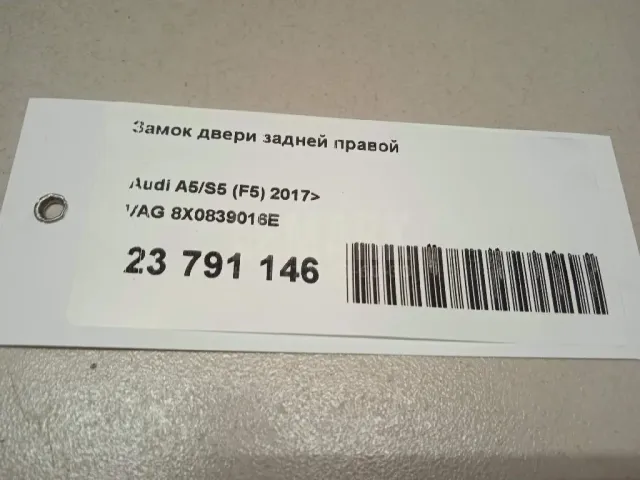 Замок двери задней правой
Audi A5/S5 (F5) 2017>
VAG 8X0839016E
23 791 146